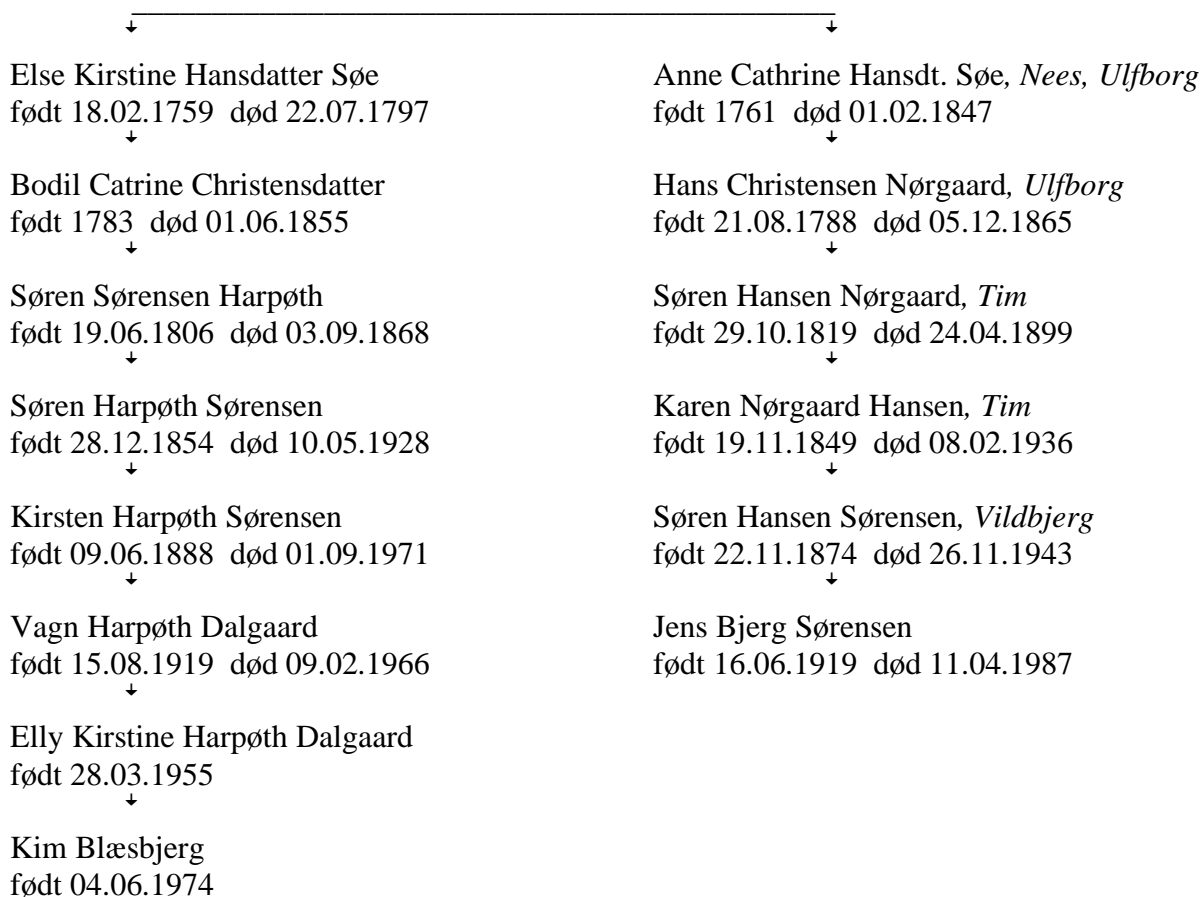 Else Kirstine Hansdatter Søe
født 18.02.1759 død 22.07.1797
Bodil Catrine Christensdatter
født 1783 død 01.06.1855
Søren Sørensen Harpøth
født 19.06.1806 død 03.09.1868
Søren Harpøth Sørensen
født 28.12.1854 død 10.05.1928
Kirsten Harpøth Sørensen
født 09.06.1888 død 01.09.1971
Vagn Harpøth Dalgaard
født 15.08.1919 død 09.02.1966
Elly Kirstine Harpøth Dalgaard
født 28.03.1955
Kim Blæsbjerg
født 04.06.1974
Anne Cathrine Hansdt. Søe, Nees, Ulfborg
født 1761 død 01.02.1847
Hans Christensen Nørgaard, Ulfborg
født 21.08.1788 død 05.12.1865
Søren Hansen Nørgaard, Tim
født 29.10.1819 død 24.04.1899
Karen Nørgaard Hansen, Tim
født 19.11.1849 død 08.02.1936
Søren Hansen Sørensen, Vildbjerg
født 22.11.1874 død 26.11.1943
Jens Bjerg Sørensen
født 16.06.1919 død 11.04.1987